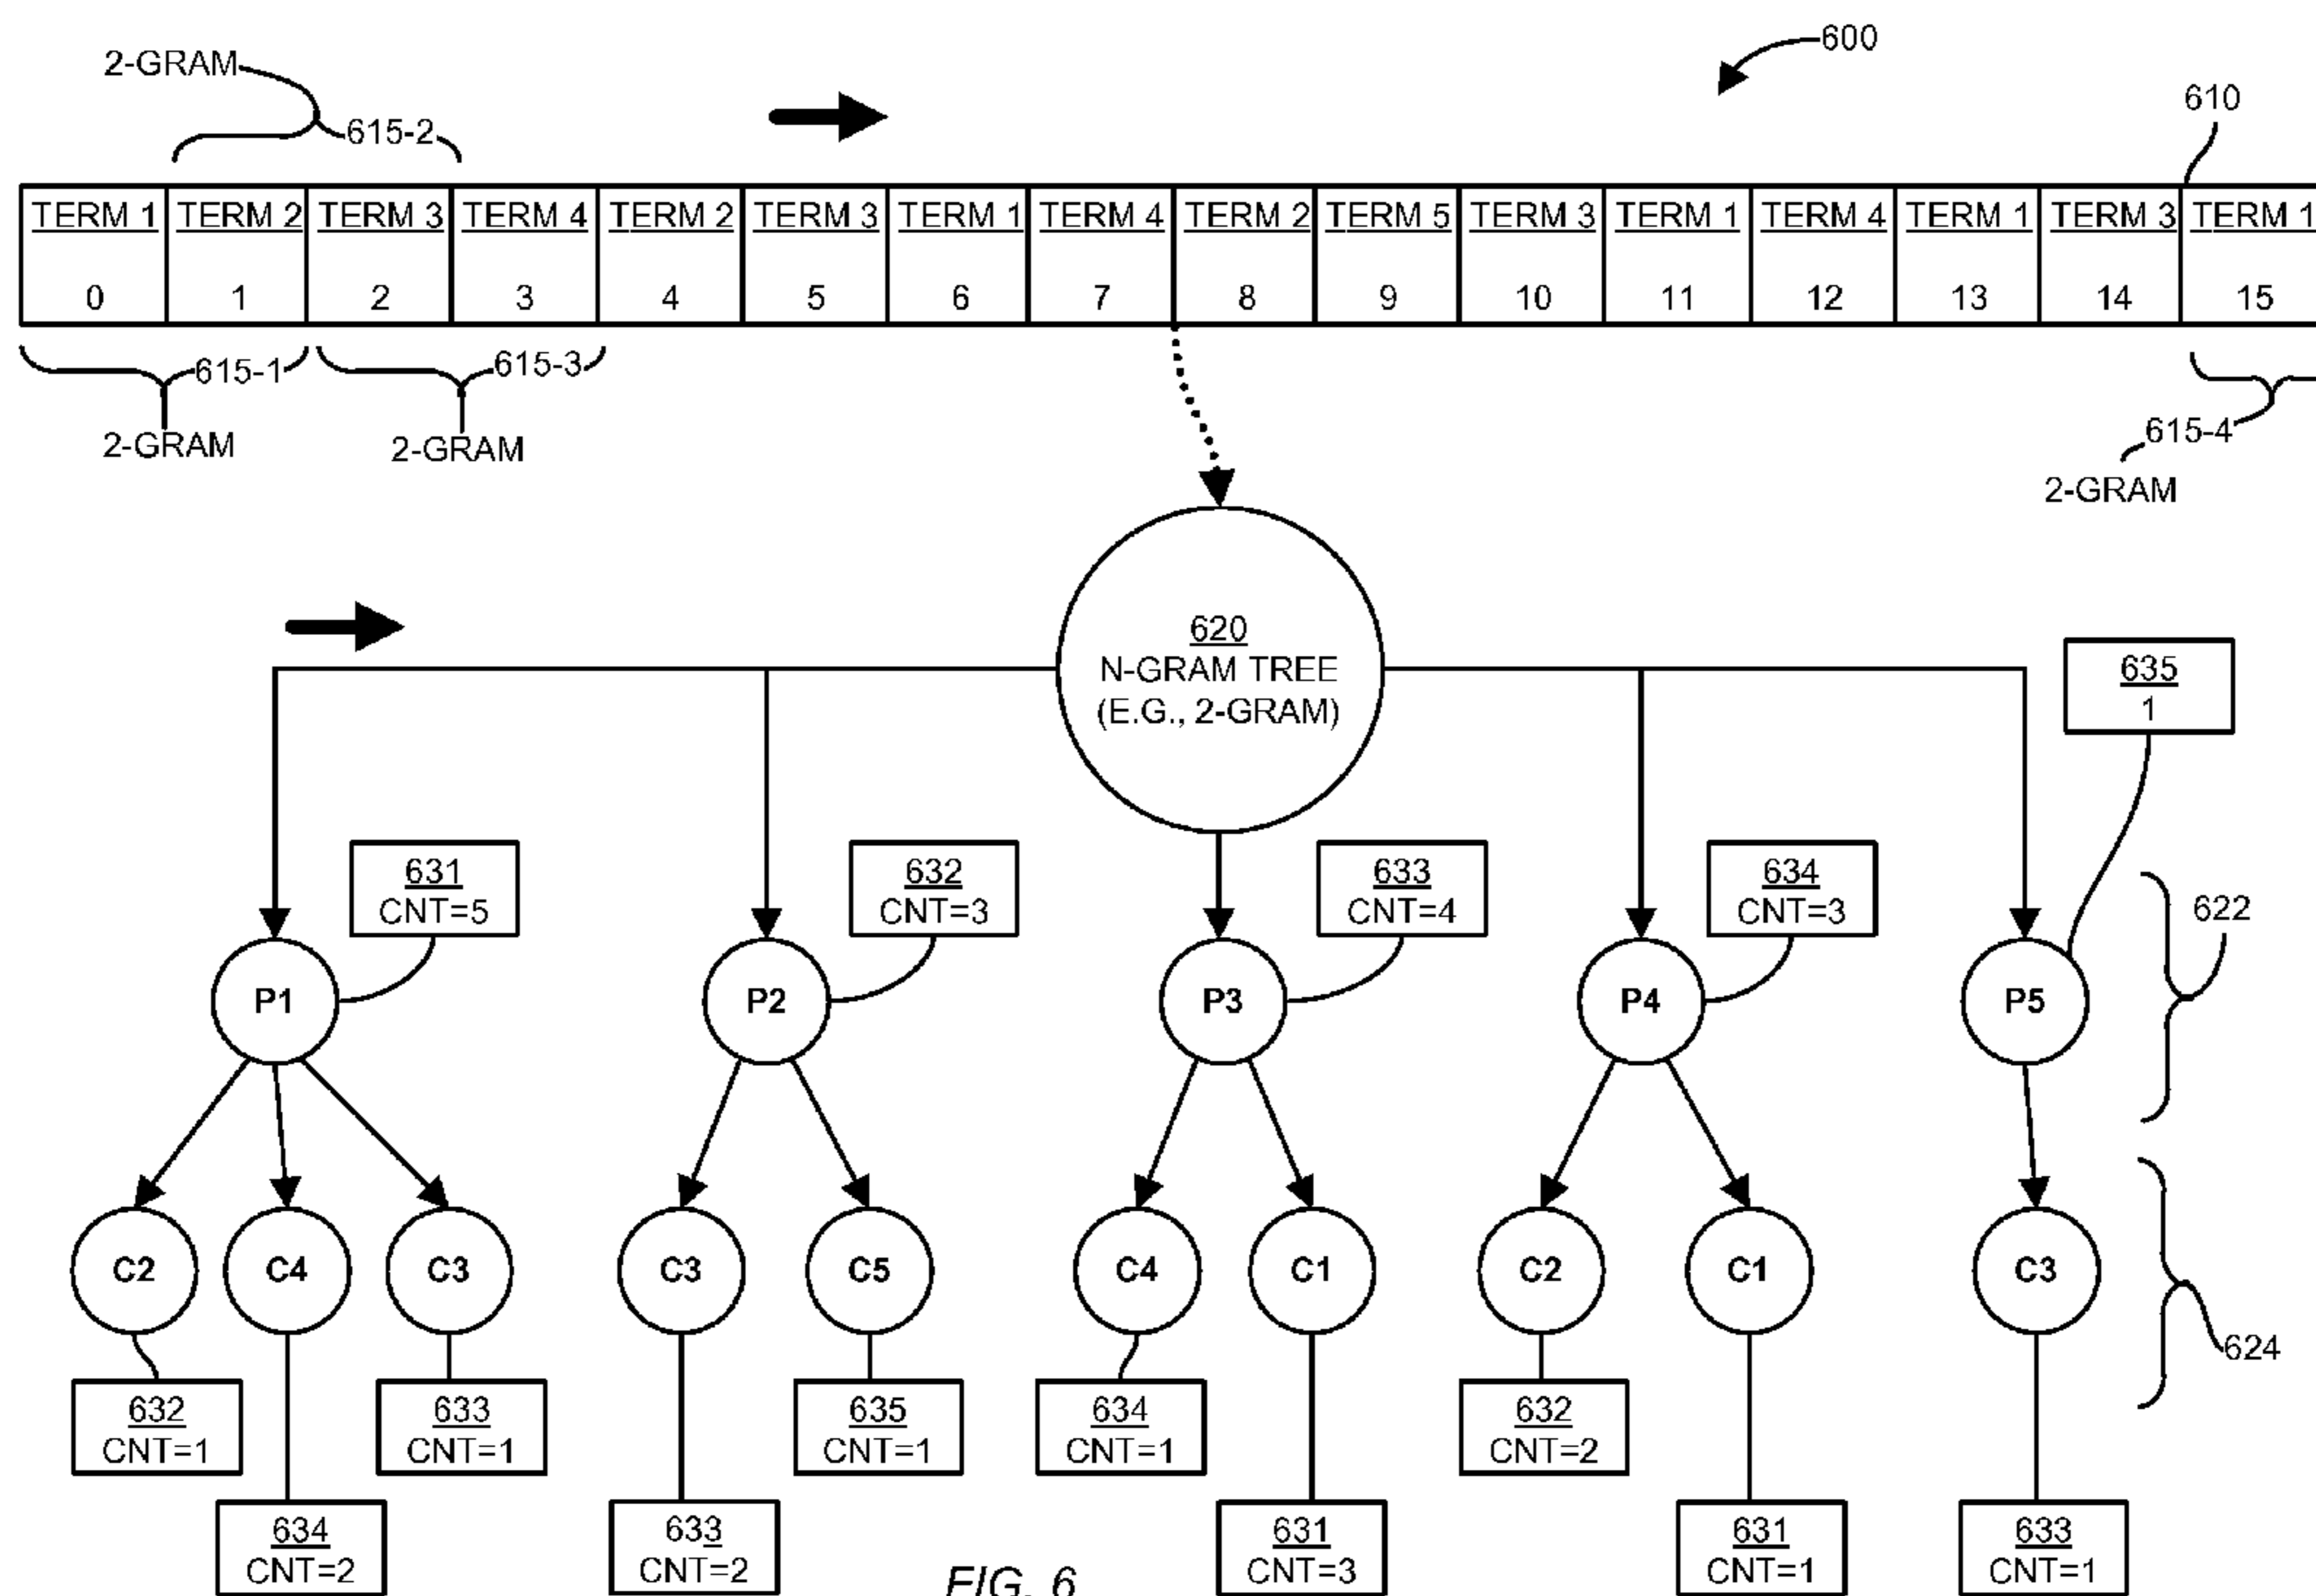 600
2-GRAM
615-2
610
TERM 1 TERM 2 TERM 3 TERM 4 TERM 2 TERM 3 TERM 1 TERM 4 TERM 2 TERM 5 TERM 3 TERM 1 TERM 4 TERM 1 TERM 3 TERM 1
0 1 2 3 4 5 6 7 8 9 10 11 12 13 14 15
615-1 615-3
2-GRAM 2-GRAM
615-4
2-GRAM
620
N-GRAM TREE
(E.G., 2-GRAM)
635
1
631
CNT=5
632
CNT=3
633
CNT=4
634
CNT=3
622
P1 P2 P3 P4 P5
C2 C4 C3 C3 C5 C4 C1 C2 C1 C3
624
632
CNT=1
633
CNT=1
635
CNT=1
634
CNT=1
632
CNT=2
634
CNT=2
633
CNT=2
631
CNT=3
631
CNT=1
633
CNT=1
FIG. 6